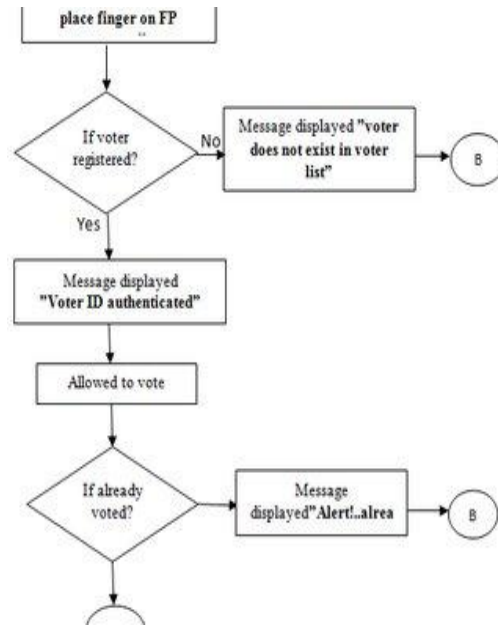 place finger on FP
If voter
registered?
No
Message displayed "voter
does not exist in voter
list"
B
Yes
Message displayed
"Voter ID authenticated"
Allowed to vote
If already
voted?
Message
displayed"Alert!..alrea
B